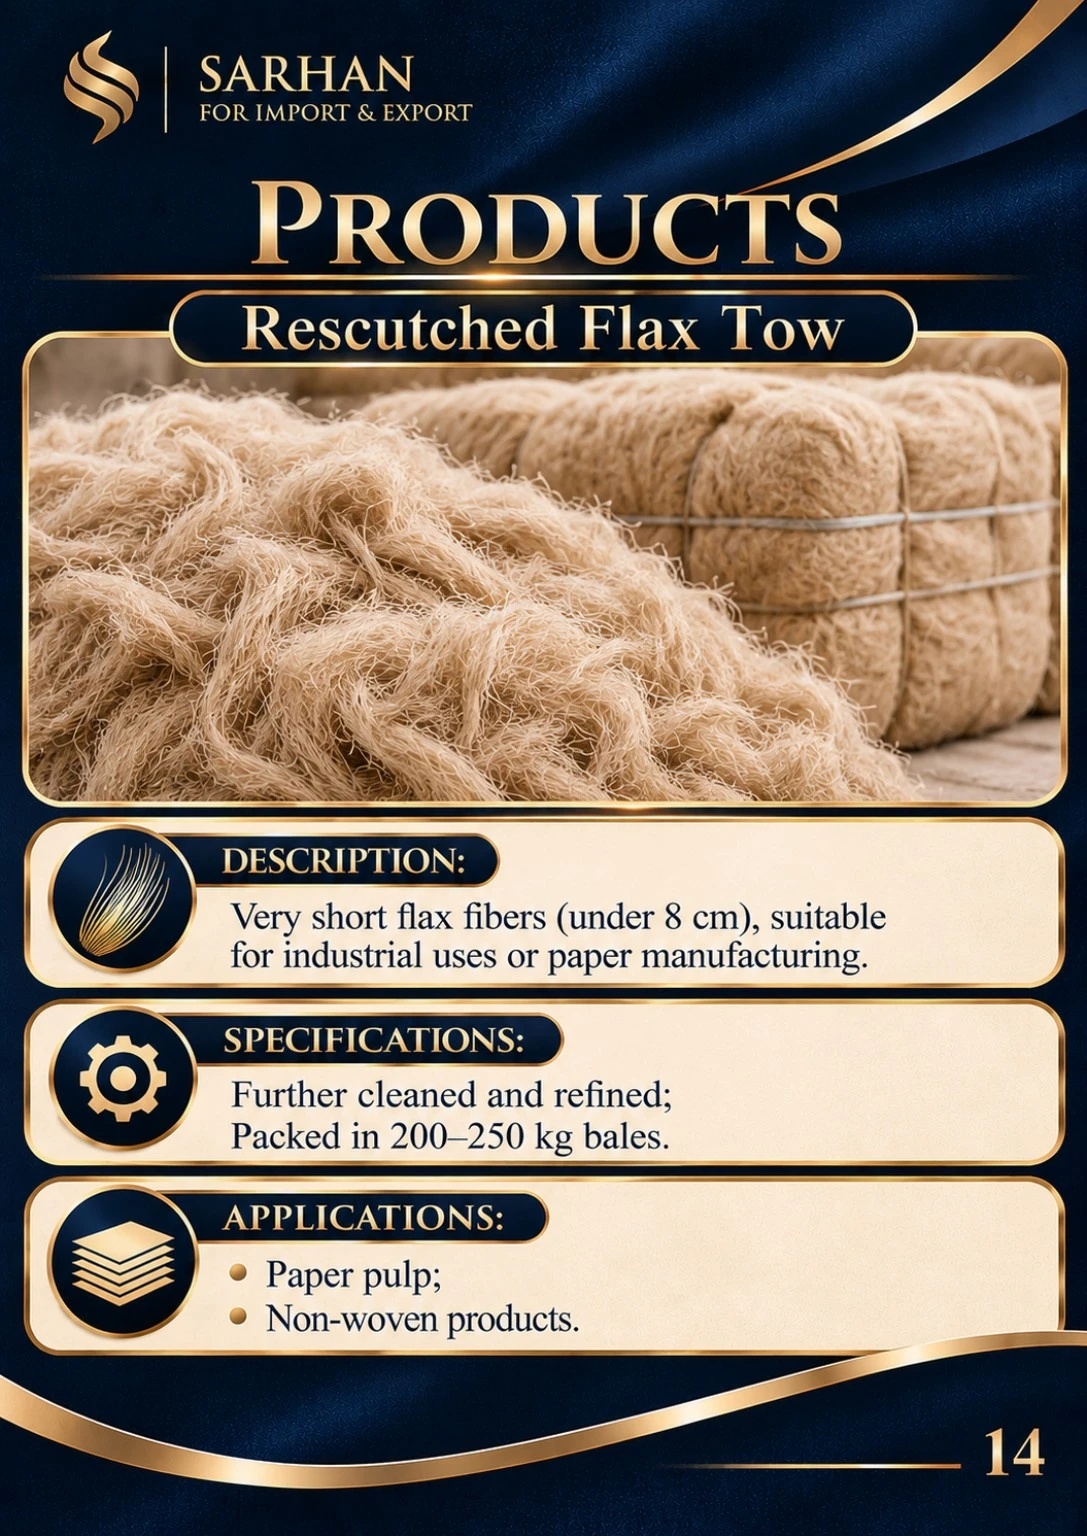 SARHAN
FOR IMPORT & EXPORT
PRODUCTS
Rescutched Flax Tow
DESCRIPTION:
Very short flax fibers (under 8 cm), suitable
for industrial uses or paper manufacturing.
SPECIFICATIONS:
Further cleaned and refined;
Packed in 200–250 kg bales.
APPLICATIONS:
• Paper pulp;
• Non-woven products.
14